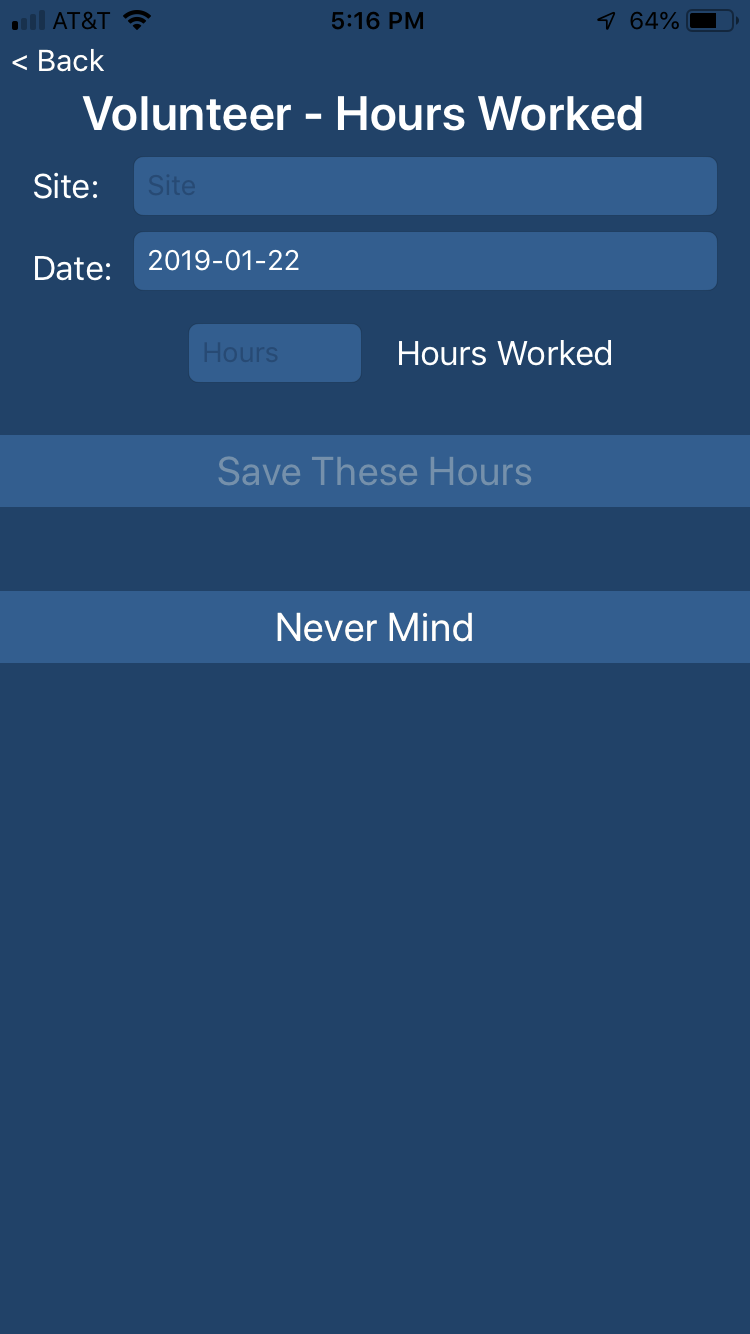 AT&T 5:16 PM 64%
< Back
Volunteer - Hours Worked
Site: Site
Date: 2019-01-22
Hours Hours Worked
Save These Hours
Never Mind